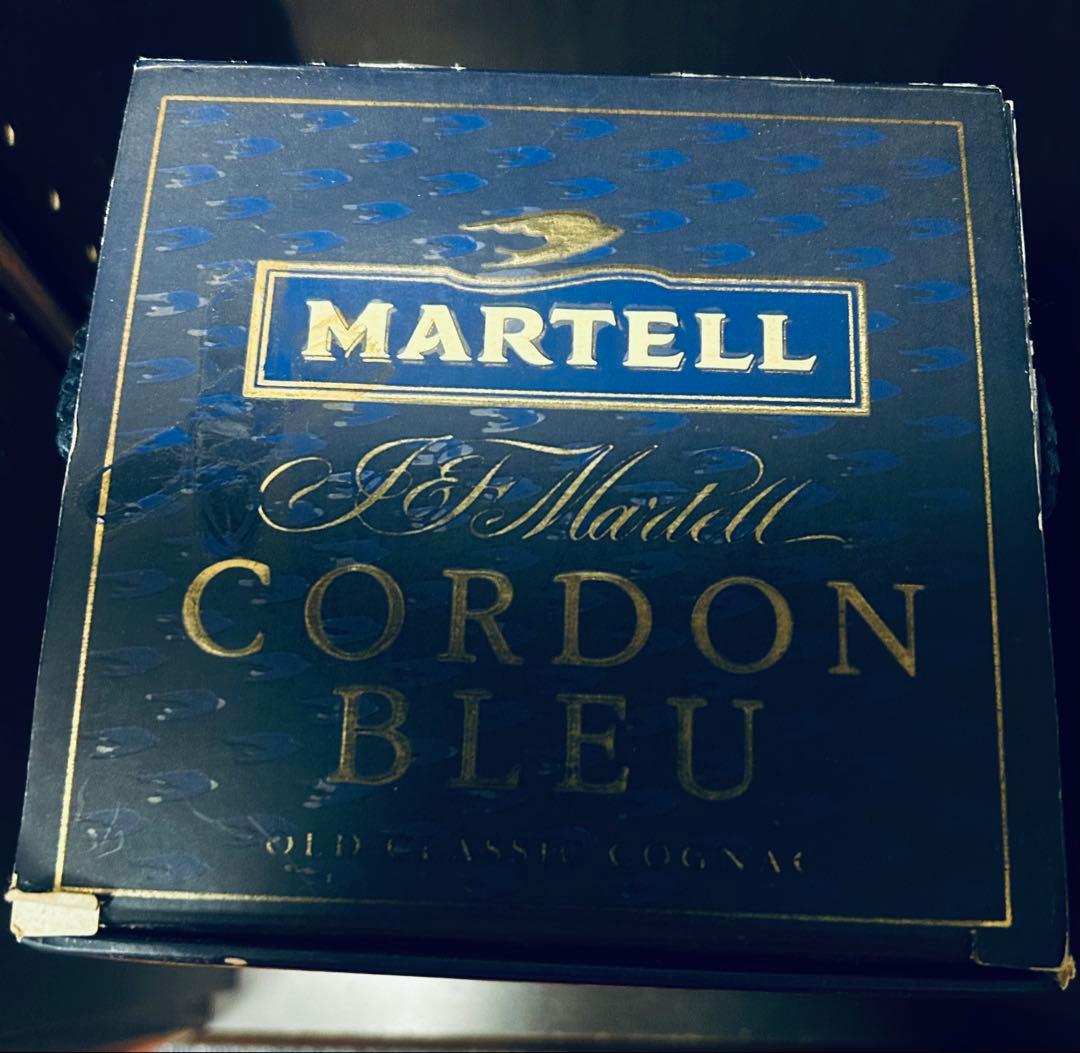 MARTELL
J&F Martell
CORDON
BLEU
OLD CLASSIC COGNAC